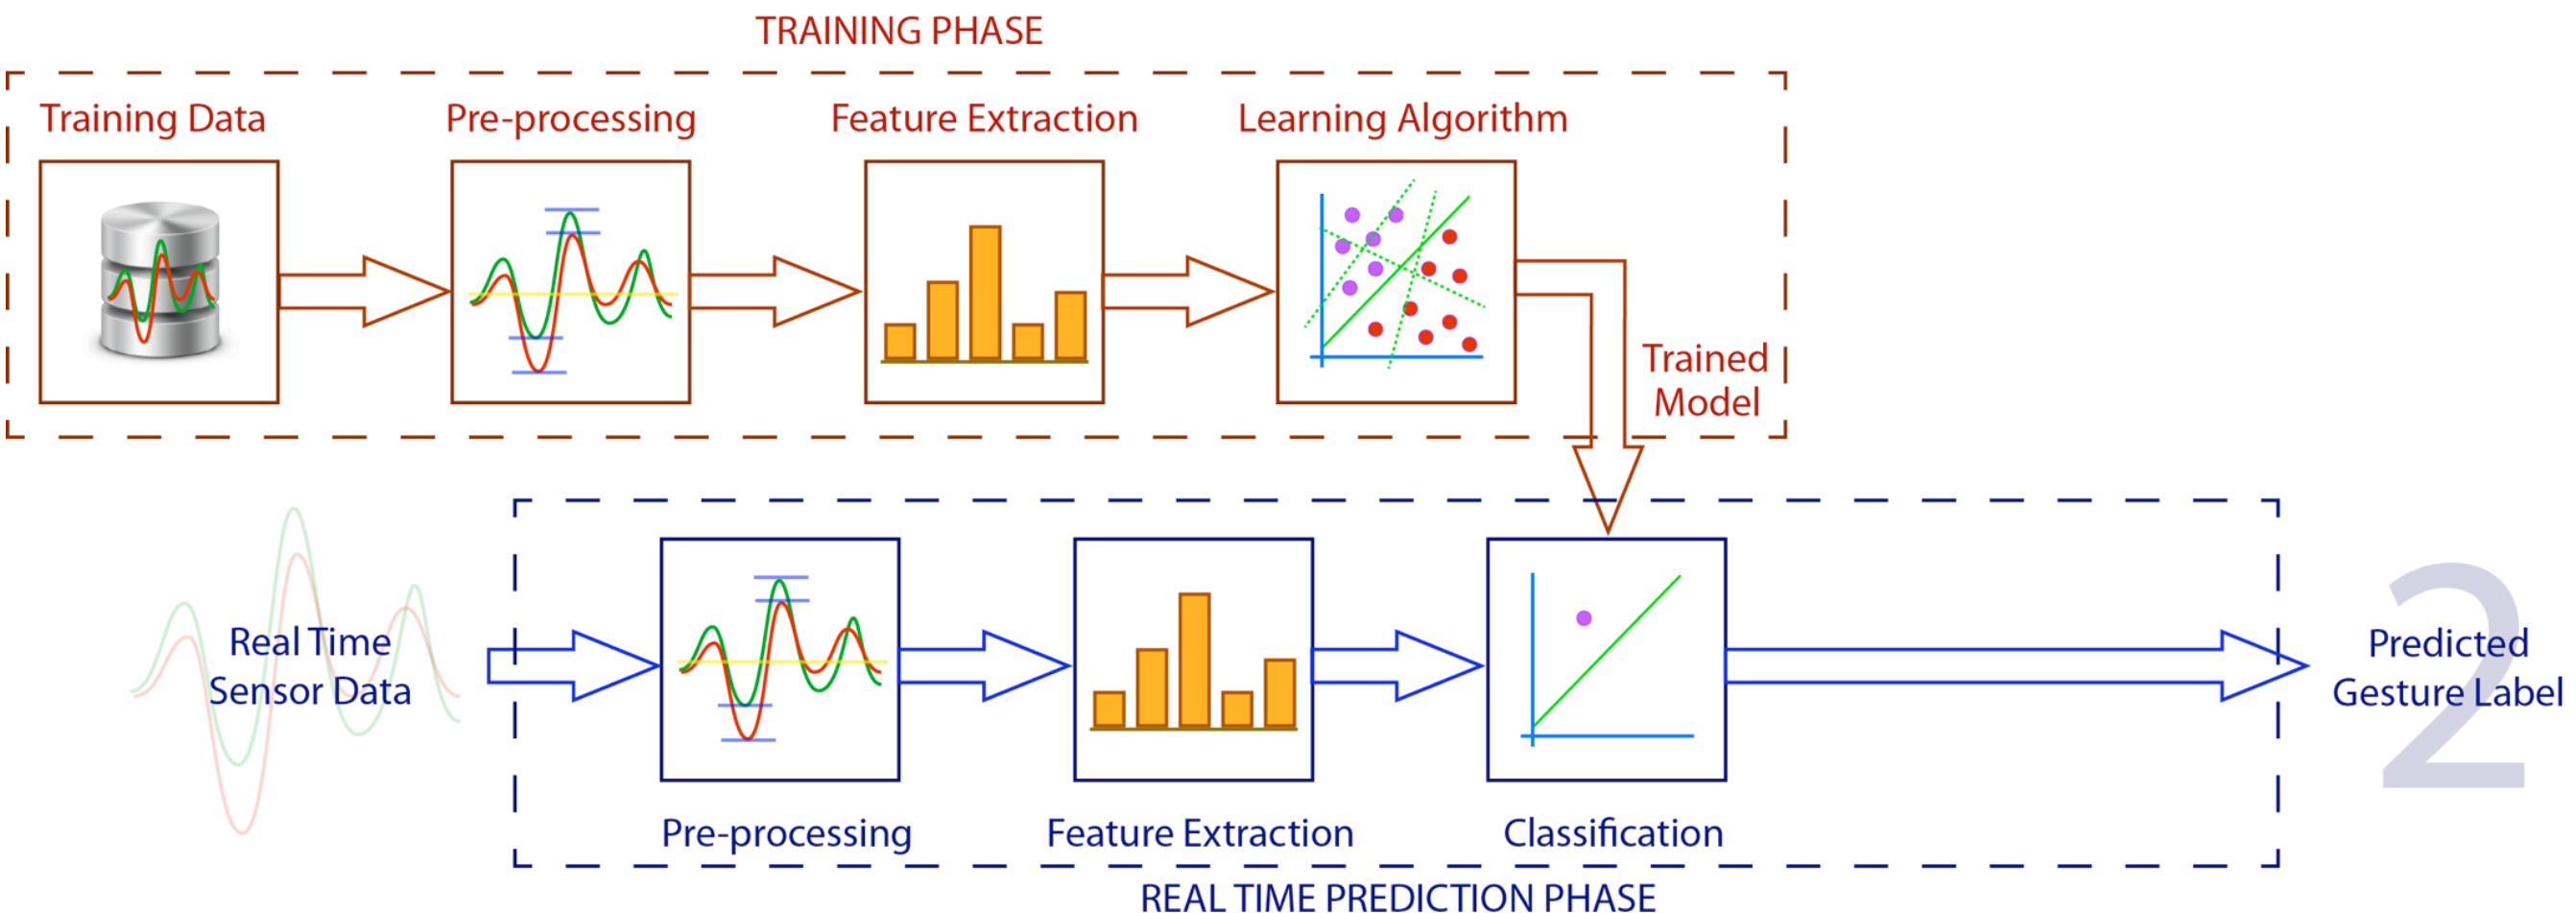 TRAINING PHASE
Training Data
Pre-processing
Feature Extraction
Learning Algorithm
Trained
Model
Real Time
Sensor Data
Pre-processing
Feature Extraction
Classification
2
Predicted
Gesture Label
REAL TIME PREDICTION PHASE